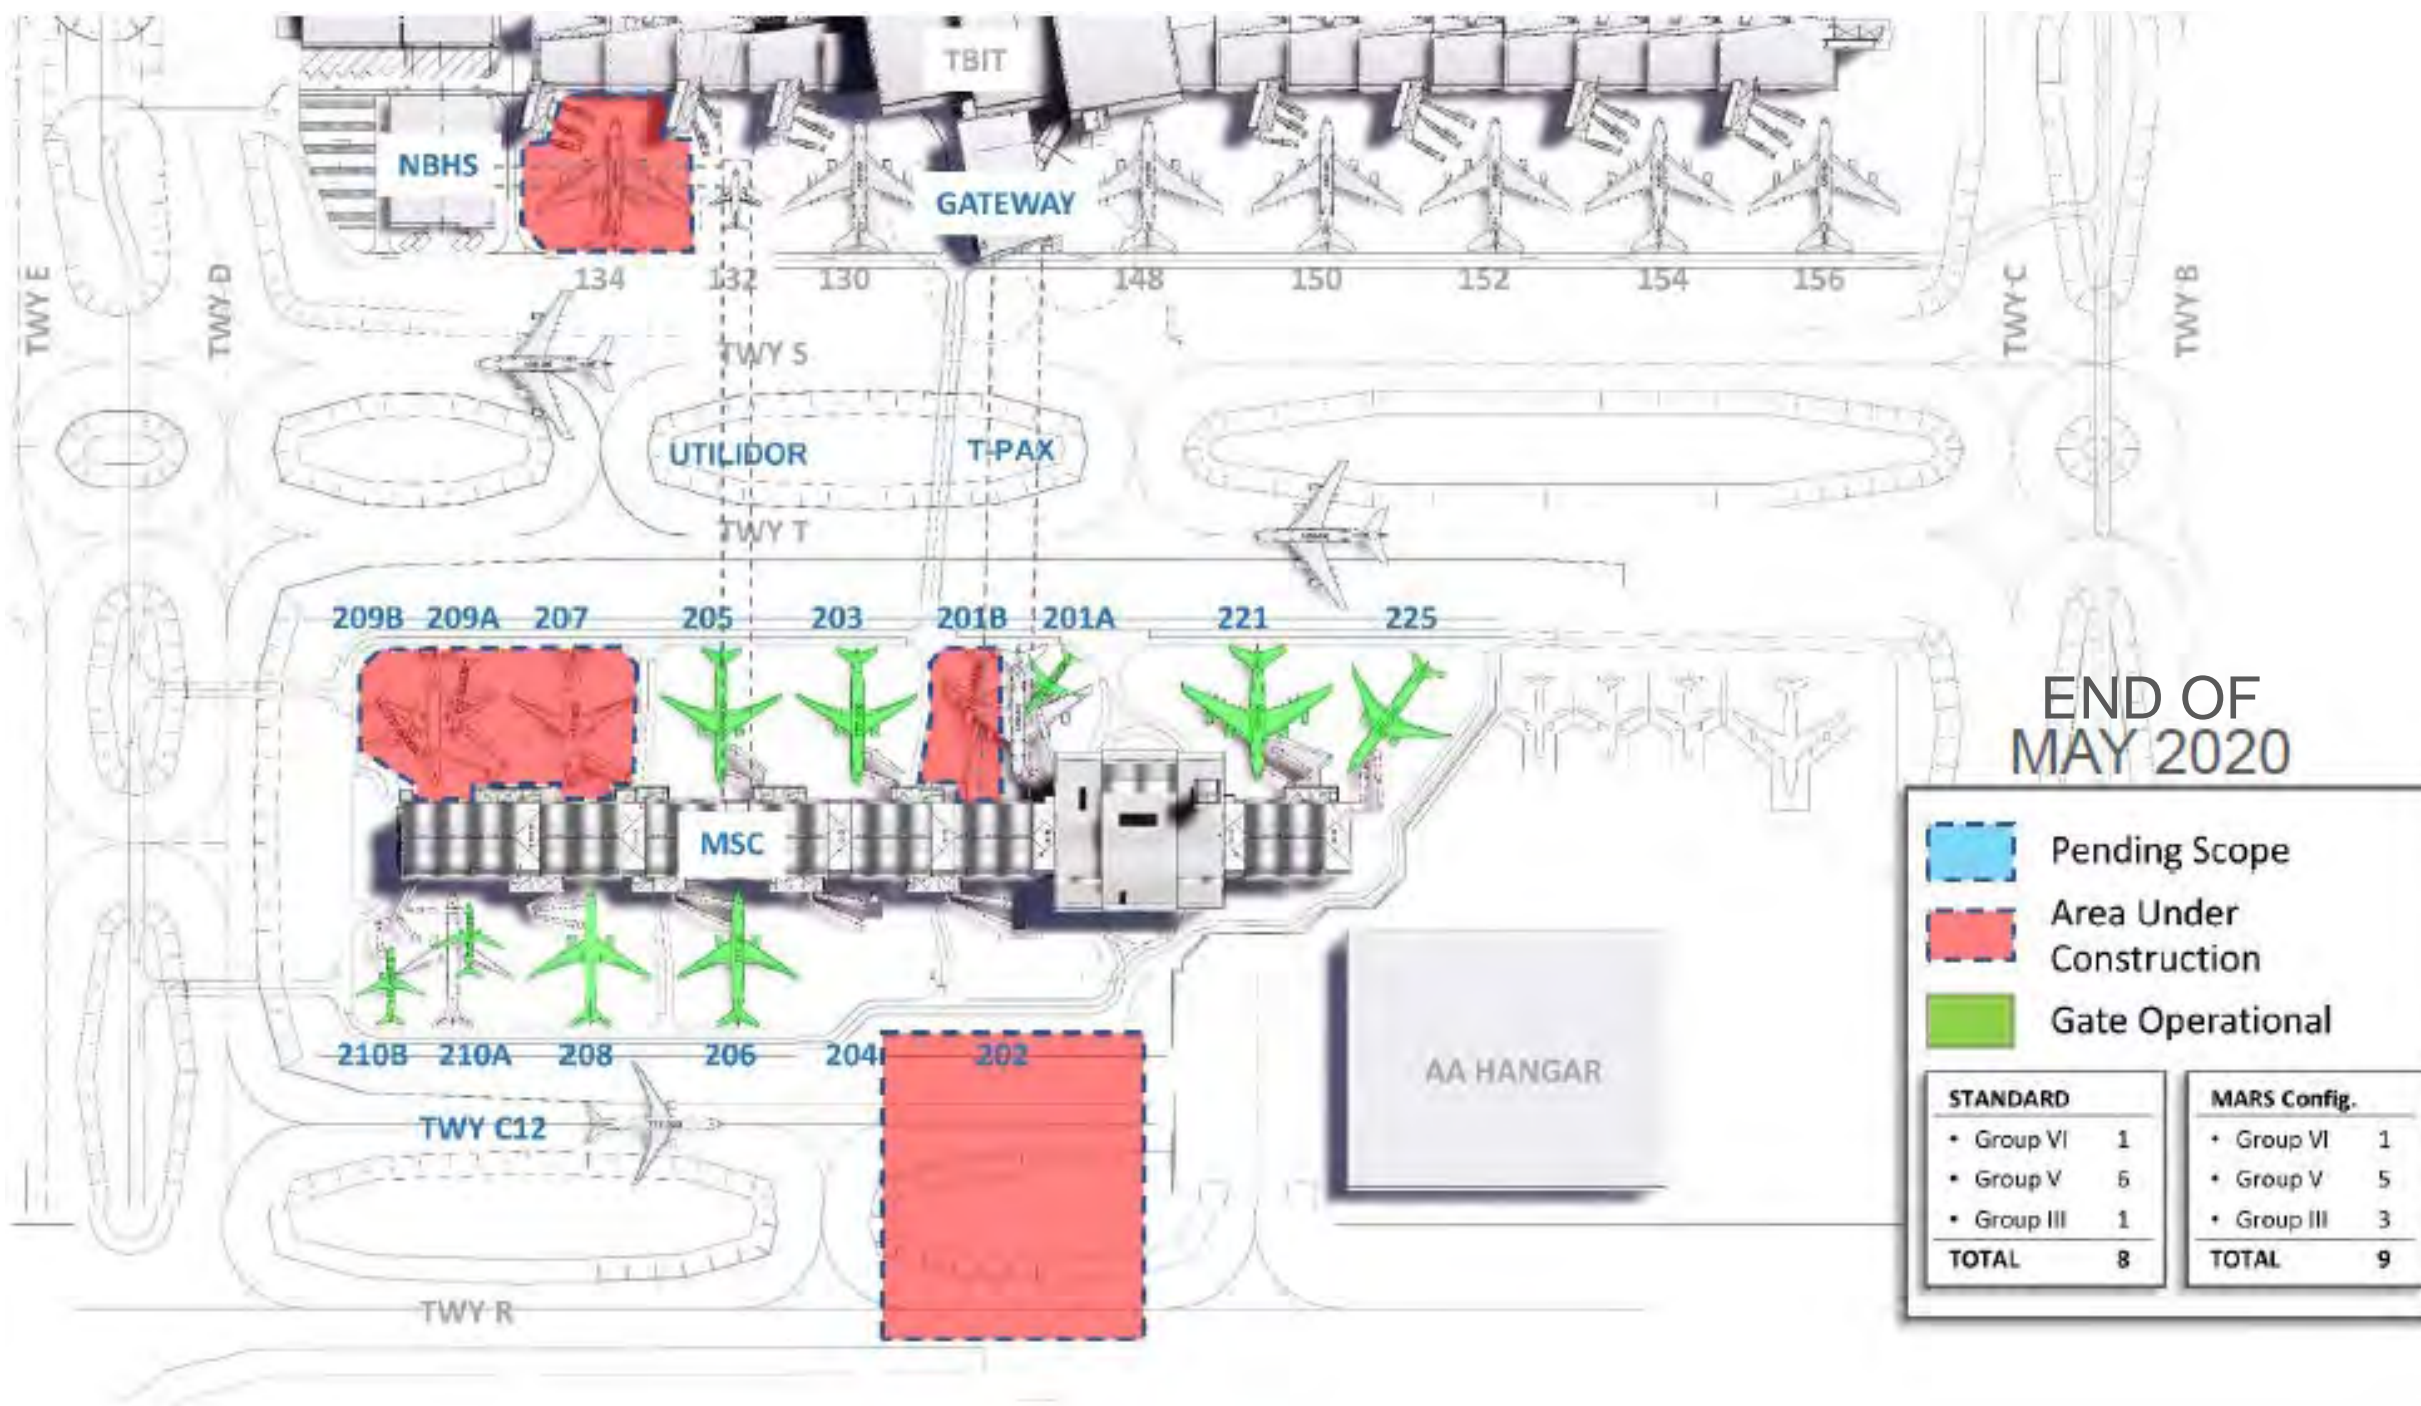 TBIT
NBHS
GATEWAY
134 132 130 148 150 152 154 156
TWY E
TWY D
TWY C
TWY B
TWY S
UTILIDOR T-PAX
TWY T
209B 209A 207 205 203 201B 201A 221 225
MSC
210B 210A 208 206 204 202
TWY C12
AA HANGAR
TWY R
END OF
MAY 2020
Pending Scope
Area Under
Construction
Gate Operational
STANDARD
• Group VI 1
• Group V 6
• Group III 1
TOTAL 8
MARS Config.
• Group VI 1
• Group V 5
• Group III 3
TOTAL 9